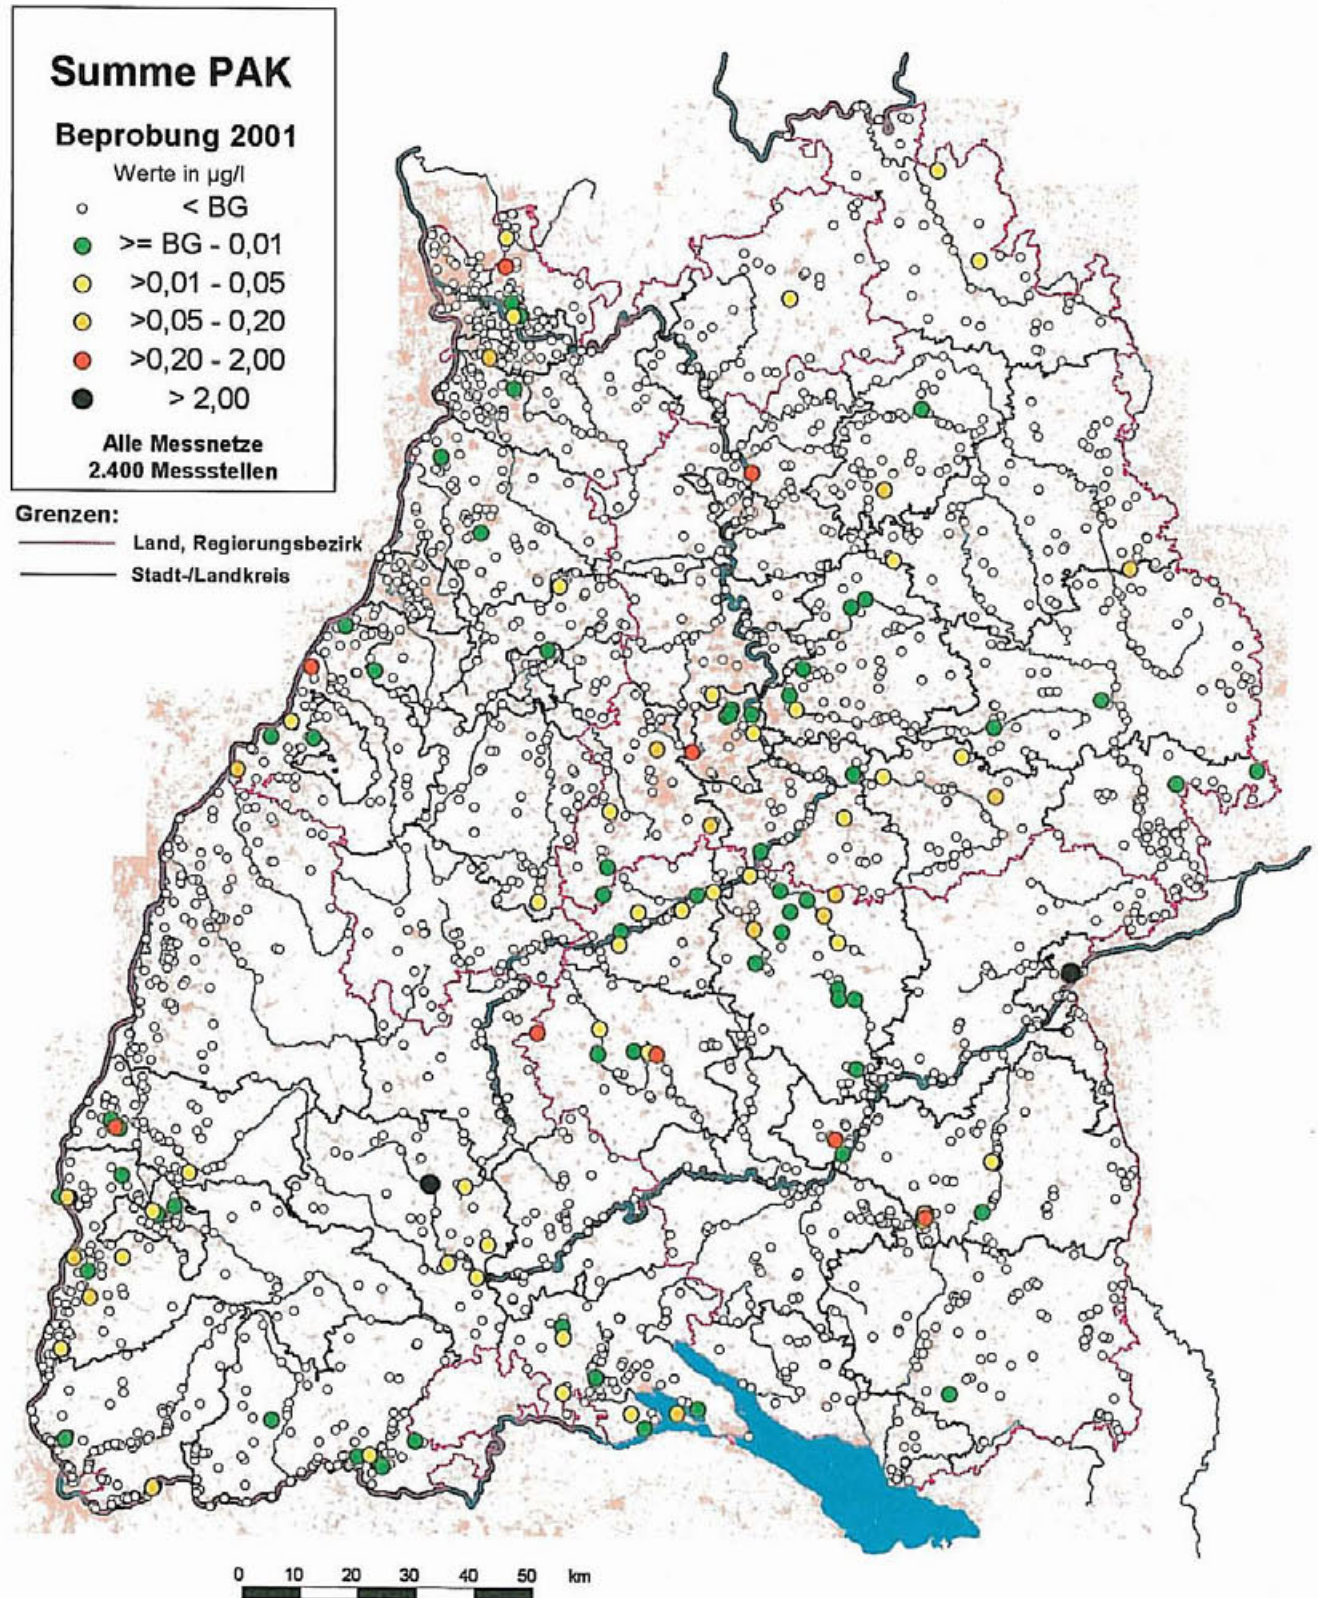 Summe PAK
Beprobung 2001
Werte in µg/l
< BG
>= BG - 0,01
>0,01 - 0,05
>0,05 - 0,20
>0,20 - 2,00
> 2,00
Alle Messnetze
2.400 Messstellen
Grenzen:
Land, Regierungsbezirk
Stadt-/Landkreis
0 10 20 30 40 50 km